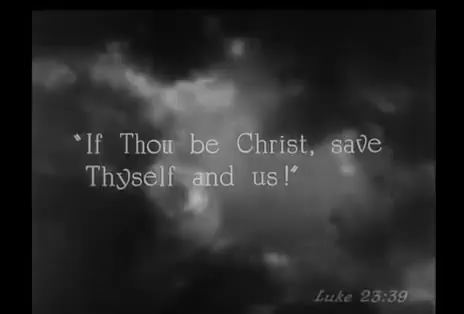 "If Thou be Christ, save
Thyself and us!"
Luke 23:39